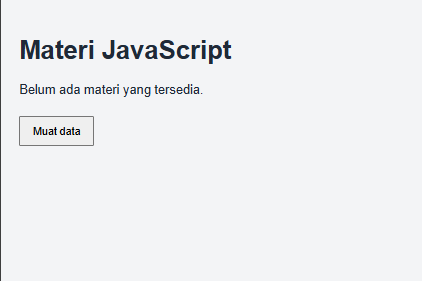 Materi JavaScript
Belum ada materi yang tersedia.
Muat data